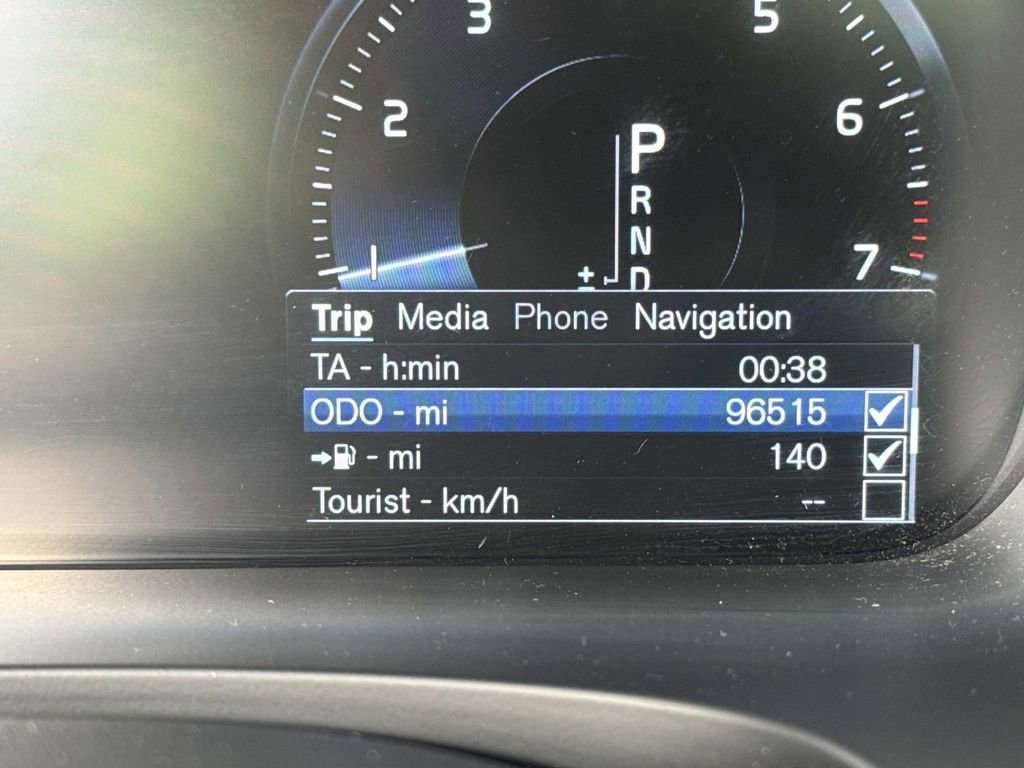 3 5
2 6
P
R
N
1 7
±
D
Trip Media Phone Navigation
TA - h:min 00:38
ODO - mi 96515
- mi 140
Tourist - km/h --